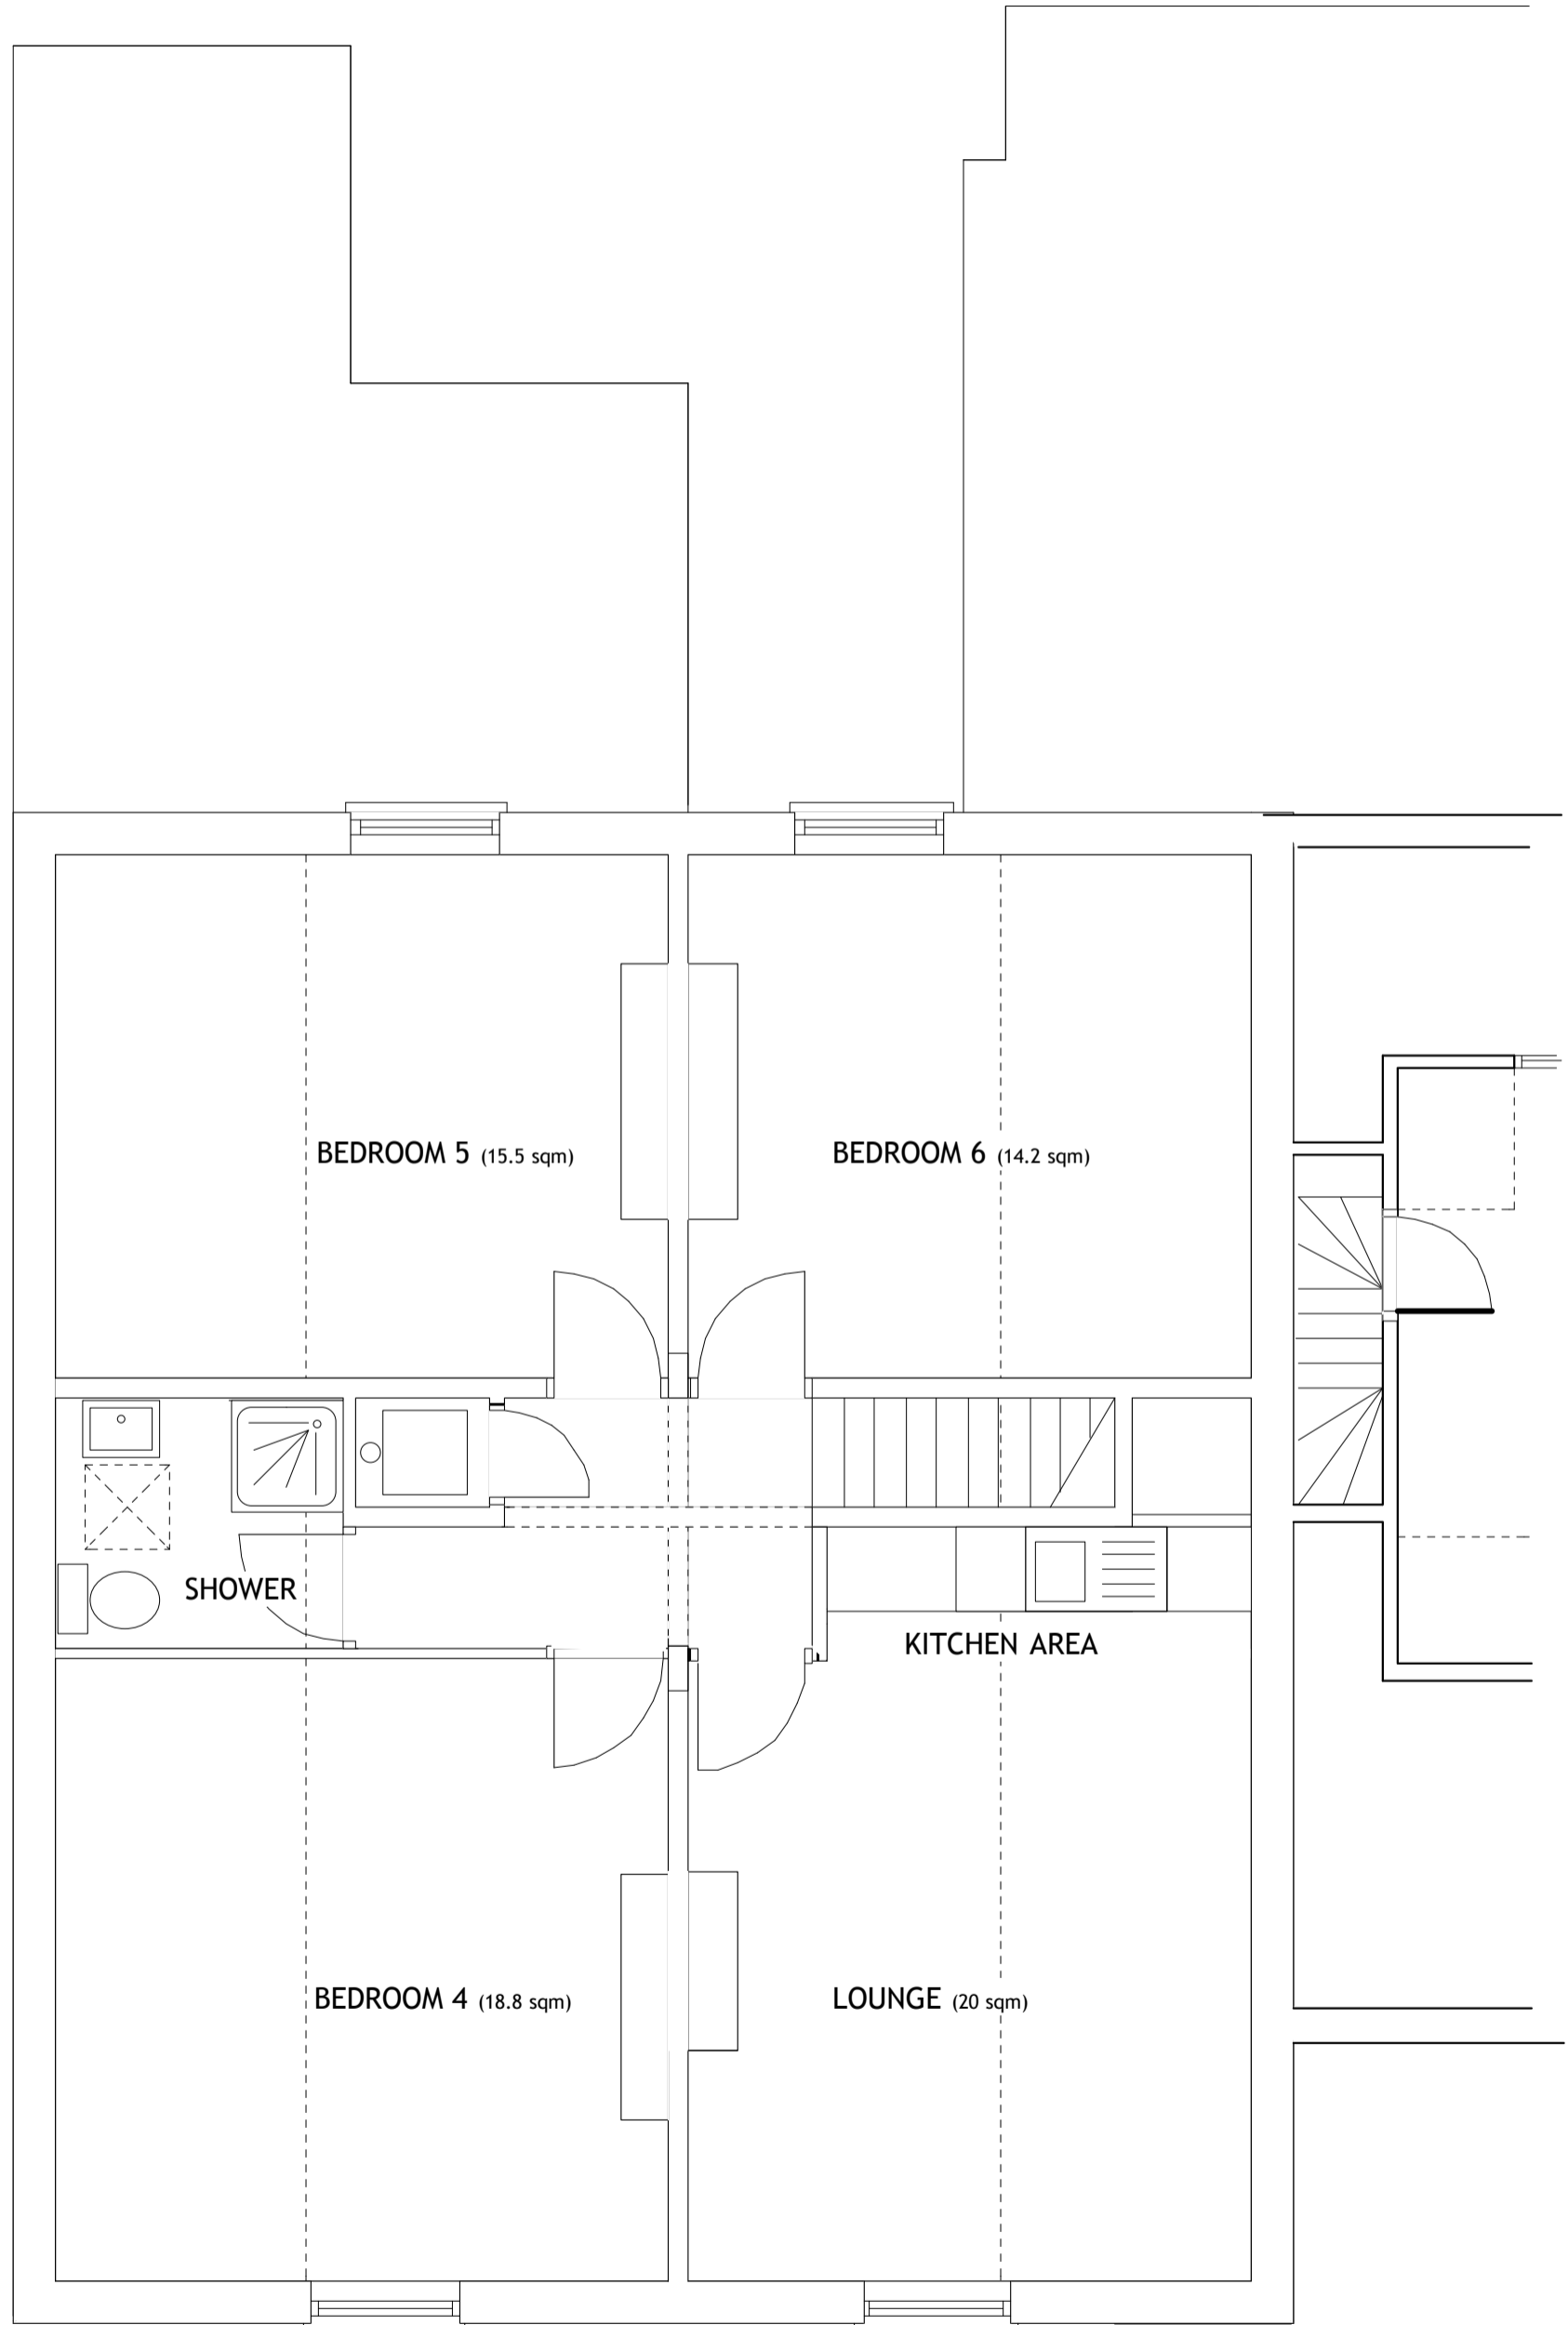 BEDROOM 5 (15.5 sqm)
BEDROOM 6 (14.2 sqm)
SHOWER
KITCHEN AREA
BEDROOM 4 (18.8 sqm)
LOUNGE (20 sqm)